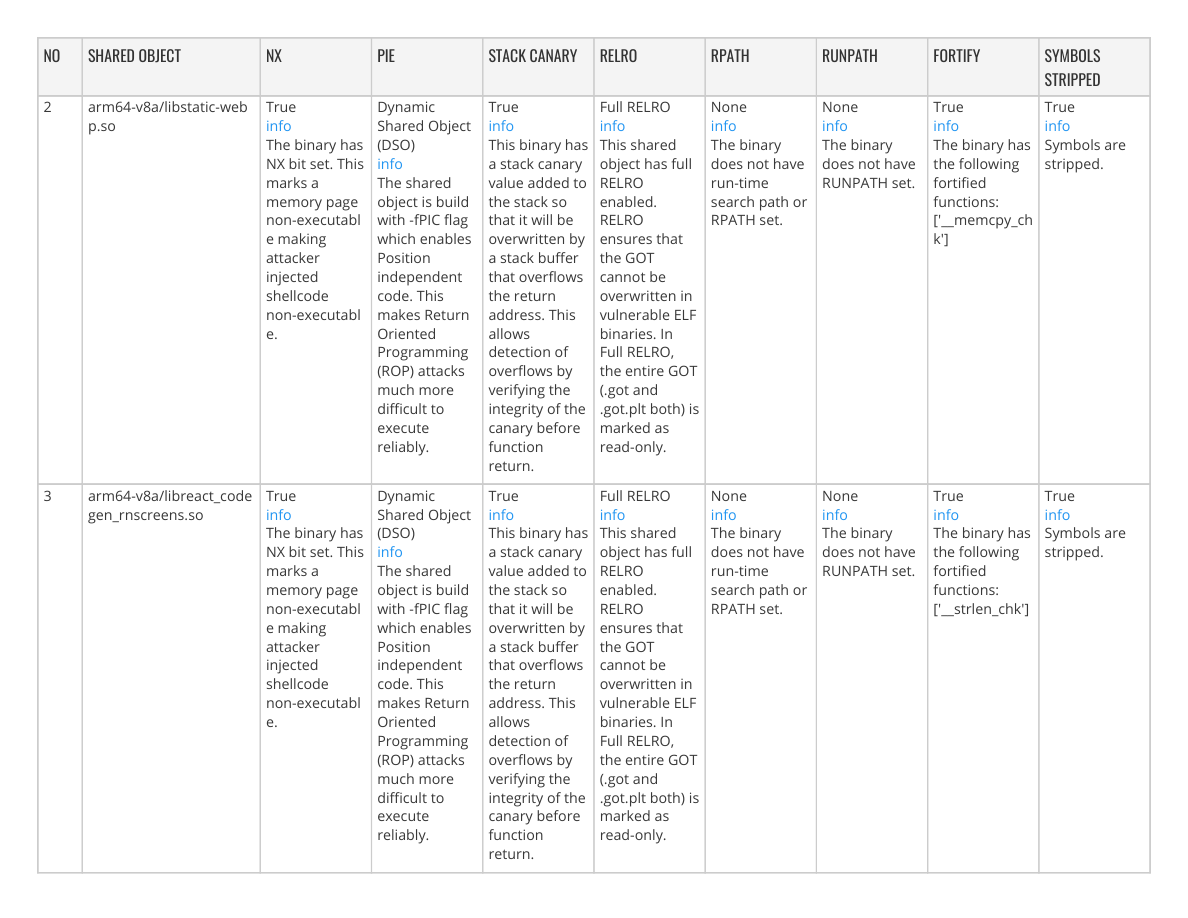 NO
SHARED OBJECT
NX
PIE
STACK CANARY
RELRO
RPATH
RUNPATH
FORTIFY
SYMBOLS
STRIPPED
2
arm64-v8a/libstatic-web
p.so
True
info
The binary has
NX bit set. This
marks a
memory page
non-executabl
e making
attacker
injected
shellcode
non-executabl
e.
Dynamic
Shared Object
(DSO)
info
The shared
object is build
with -fPIC flag
which enables
Position
independent
code. This
makes Return
Oriented
Programming
(ROP) attacks
much more
difficult to
execute
reliably.
True
info
This binary has
a stack canary
value added to
the stack so
that it will be
overwritten by
a stack buffer
that overflows
the return
address. This
allows
detection of
overflows by
verifying the
integrity of the
canary before
function
return.
Full RELRO
info
This shared
object has full
RELRO
enabled.
RELRO
ensures that
the GOT
cannot be
overwritten in
vulnerable ELF
binaries. In
Full RELRO,
the entire GOT
(.got and
.got.plt both) is
marked as
read-only.
None
info
The binary
does not have
run-time
search path or
RPATH set.
None
info
The binary
does not have
RUNPATH set.
True
info
The binary has
the following
fortified
functions:
['__memcpy_ch
k']
True
info
Symbols are
stripped.
3
arm64-v8a/libreact_code
gen_rnscreens.so
True
info
The binary has
NX bit set. This
marks a
memory page
non-executabl
e making
attacker
injected
shellcode
non-executabl
e.
Dynamic
Shared Object
(DSO)
info
The shared
object is build
with -fPIC flag
which enables
Position
independent
code. This
makes Return
Oriented
Programming
(ROP) attacks
much more
difficult to
execute
reliably.
True
info
This binary has
a stack canary
value added to
the stack so
that it will be
overwritten by
a stack buffer
that overflows
the return
address. This
allows
detection of
overflows by
verifying the
integrity of the
canary before
function
return.
Full RELRO
info
This shared
object has full
RELRO
enabled.
RELRO
ensures that
the GOT
cannot be
overwritten in
vulnerable ELF
binaries. In
Full RELRO,
the entire GOT
(.got and
.got.plt both) is
marked as
read-only.
None
info
The binary
does not have
run-time
search path or
RPATH set.
None
info
The binary
does not have
RUNPATH set.
True
info
The binary has
the following
fortified
functions:
['__strlen_chk']
True
info
Symbols are
stripped.